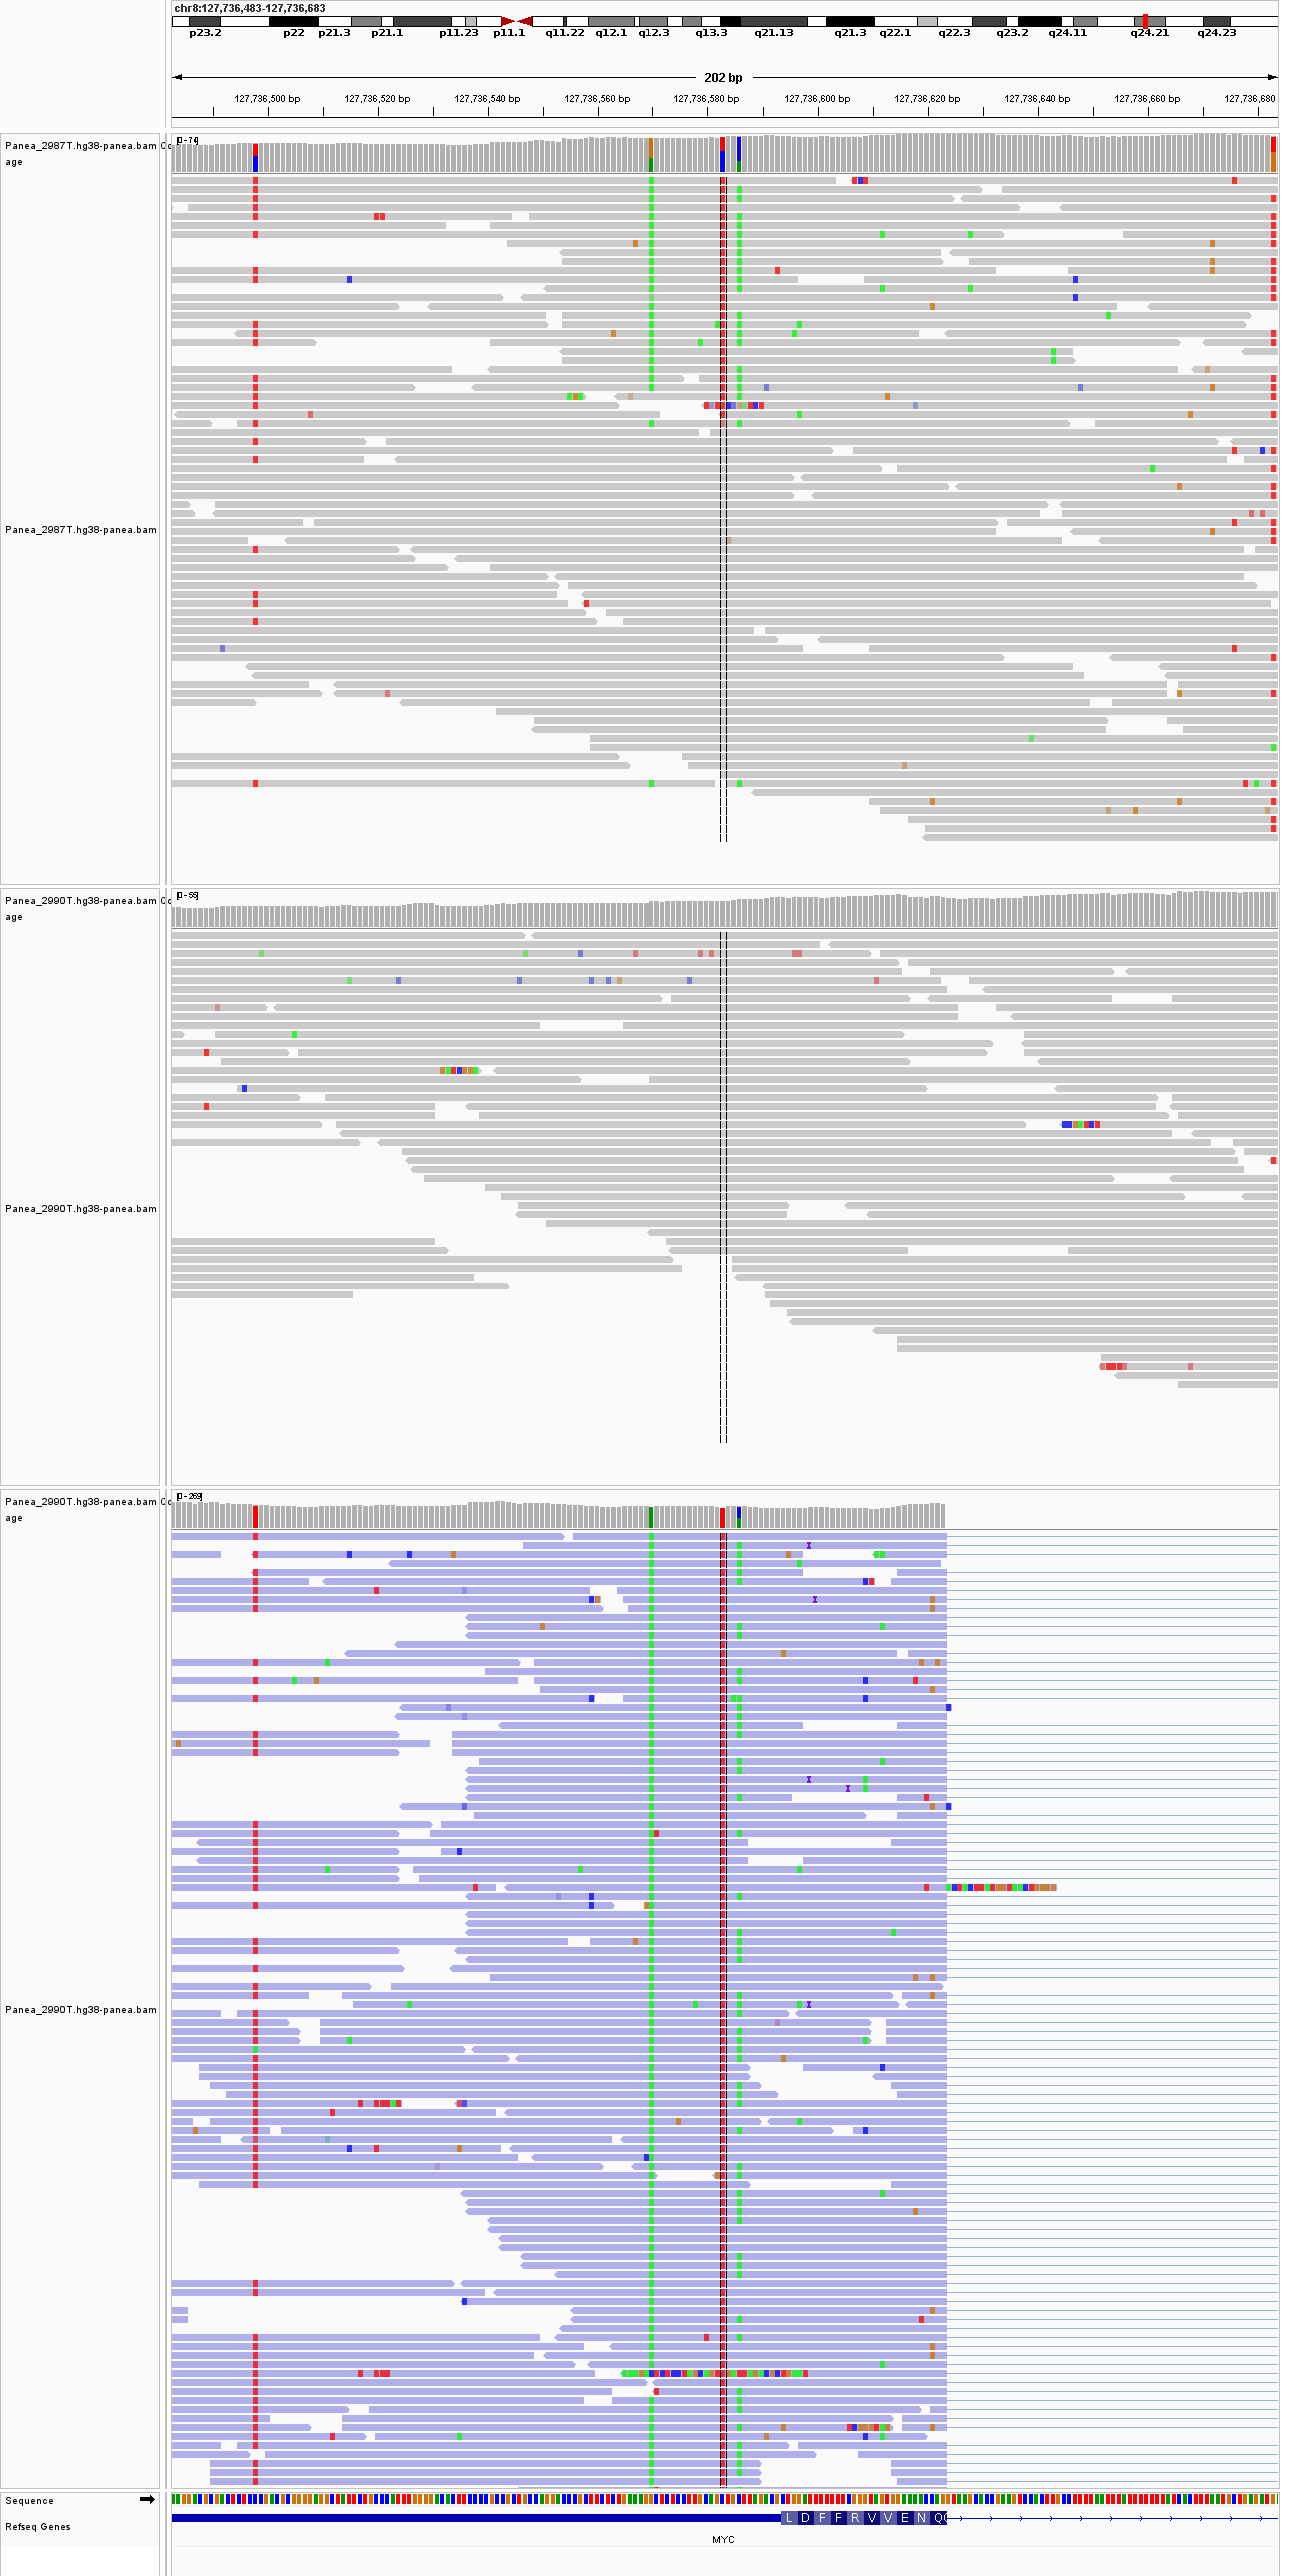 chr8:127,736,483-127,736,683
p23.2 p22 p21.3 p21.1 p11.23 p11.1 q11.22 q12.1 q12.3 q13.3 q21.13 q21.3 q22.1 q22.3 q23.2 q24.11 q24.21 q24.23
202 bp
127,736,500 bp 127,736,520 bp 127,736,540 bp 127,736,560 bp 127,736,580 bp 127,736,600 bp 127,736,620 bp 127,736,640 bp 127,736,660 bp 127,736,680
Panea_2987T.hg38-panea.bam Co
age
[0 - 74]
Panea_2987T.hg38-panea.bam
Panea_2990T.hg38-panea.bam Co
age
[0 - 59]
Panea_2990T.hg38-panea.bam
Panea_2990T.hg38-panea.bam Co
age
[0 - 269]
Panea_2990T.hg38-panea.bam
Sequence
Refseq Genes
L D F F R V V E N Q
MYC